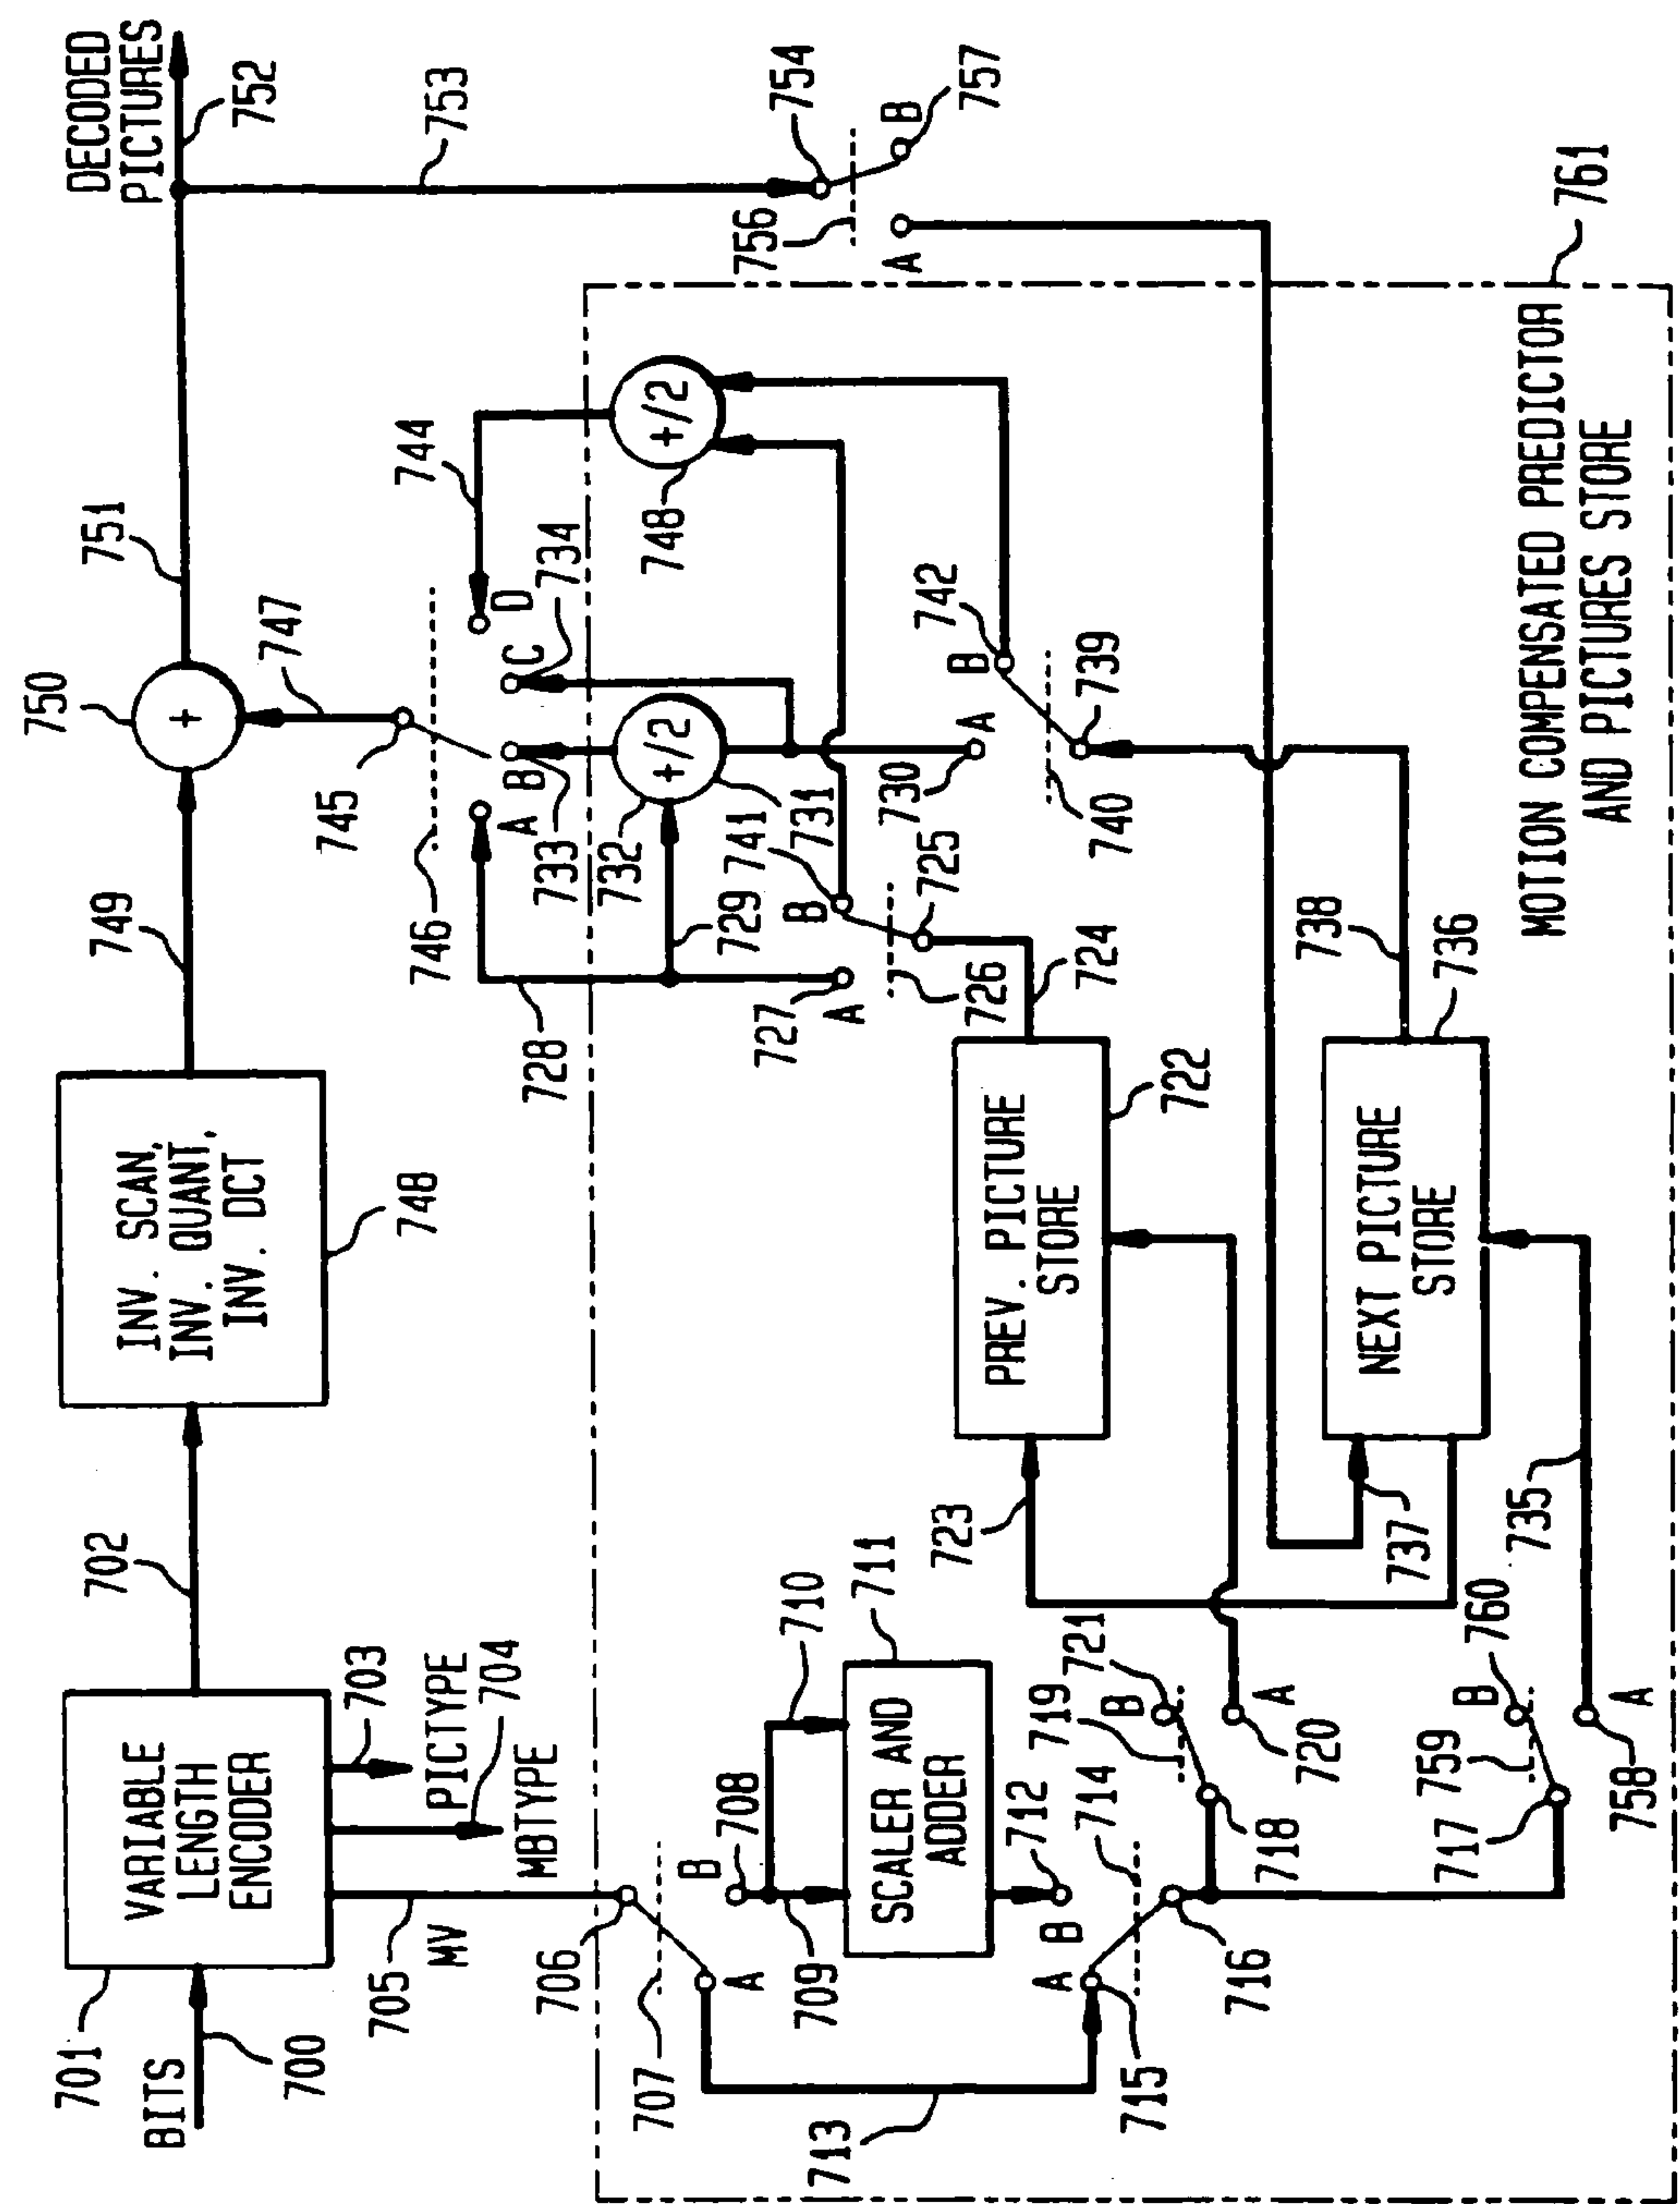 DECODED
PICTURES
752
753
754
757
756
A
B
761
750
751
747
749
745
746
744
A
B
C
D
733
734
732
+/2
731
748
+/2
+
INV. SCAN,
INV. QUANT,
INV. DCT
748
702
VARIABLE
LENGTH
ENCODER
701
BITS
700
703
PICTYPE
704
MBTYPE
705
MV
706
707
A
B
708
709
710
711
SCALER AND
ADDER
712
B
713
A
715
714
716
717
718
719
B
721
720
A
759
B
760
758
A
735
723
PREV. PICTURE
STORE
722
724
725
726
A
727
B
741
728
729
730
A
B
742
739
740
NEXT PICTURE
STORE
736
737
738
MOTION COMPENSATED PREDICTOR
AND PICTURES STORE